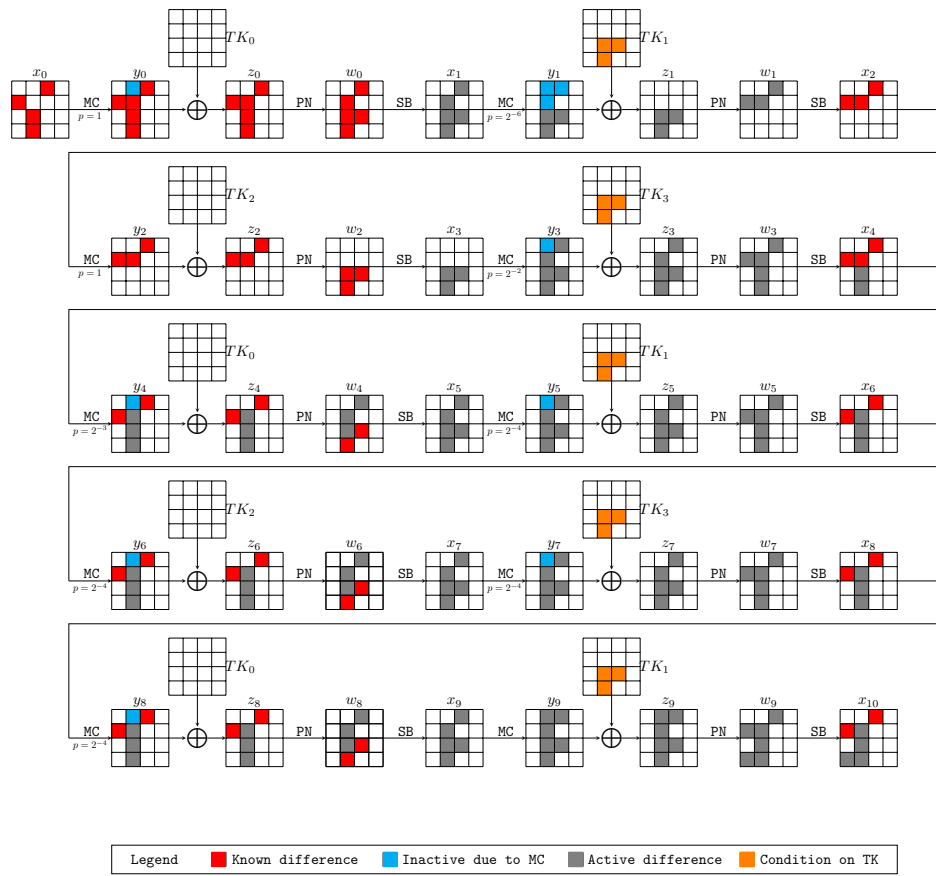 TK₀ TK₁
x₀ y₀ z₀ w₀ x₁ y₁ z₁ w₁ x₂
MC PN SB MC PN SB
p = 1 p = 2⁻⁶
TK₂ TK₃
y₂ z₂ w₂ x₃ y₃ z₃ w₃ x₄
MC PN SB MC PN SB
p = 1 p = 2⁻²
TK₀ TK₁
y₄ z₄ w₄ x₅ y₅ z₅ w₅ x₆
MC PN SB MC PN SB
p = 2⁻³ p = 2⁻⁴
TK₂ TK₃
y₆ z₆ w₆ x₇ y₇ z₇ w₇ x₈
MC PN SB MC PN SB
p = 2⁻⁴ p = 2⁻⁴
TK₀ TK₁
y₈ z₈ w₈ x₉ y₉ z₉ w₉ x₁₀
MC PN SB MC PN SB
p = 2⁻⁴
Legend Known difference Inactive due to MC Active difference Condition on TK